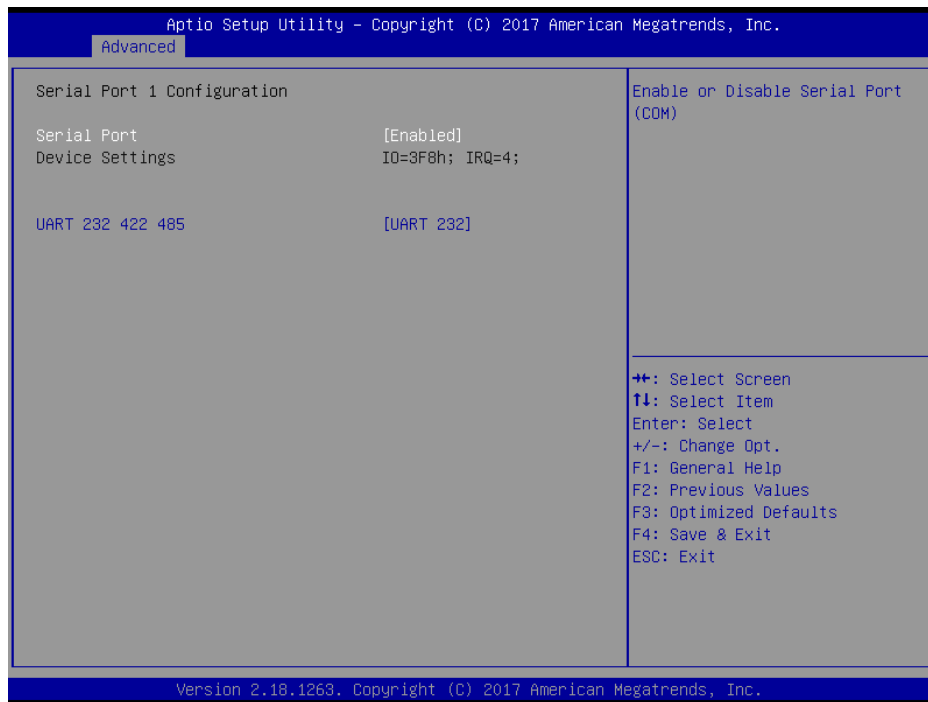 Aptio Setup Utility – Copyright (C) 2017 American Megatrends, Inc.
Advanced
Serial Port 1 Configuration
Serial Port [Enabled]
Device Settings IO=3F8h; IRQ=4;
UART 232 422 485 [UART 232]
Enable or Disable Serial Port
(COM)
→←: Select Screen
↑↓: Select Item
Enter: Select
+/-: Change Opt.
F1: General Help
F2: Previous Values
F3: Optimized Defaults
F4: Save & Exit
ESC: Exit
Version 2.18.1263. Copyright (C) 2017 American Megatrends, Inc.